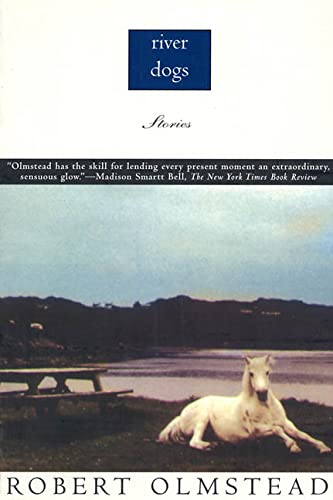 river
dogs
Stories
"Olmstead has the skill for lending every present moment an extraordinary,
sensuous glow."—Madison Smartt Bell, The New York Times Book Review
ROBERT OLMSTEAD